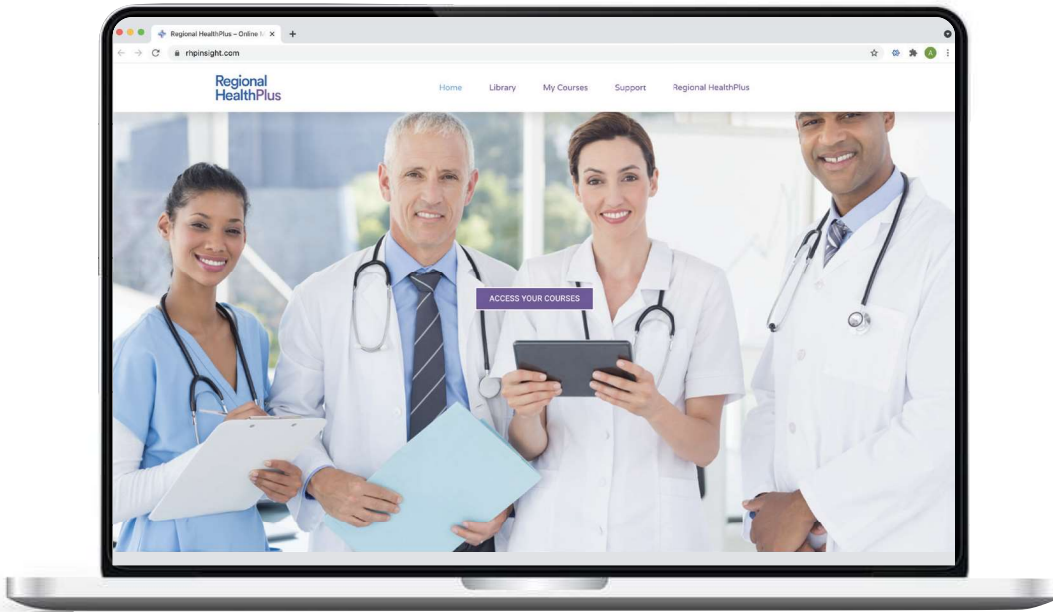 Regional HealthPlus – Online
rhpinsight.com
A
Regional
HealthPlus
Home Library My Courses Support Regional HealthPlus
ACCESS YOUR COURSES